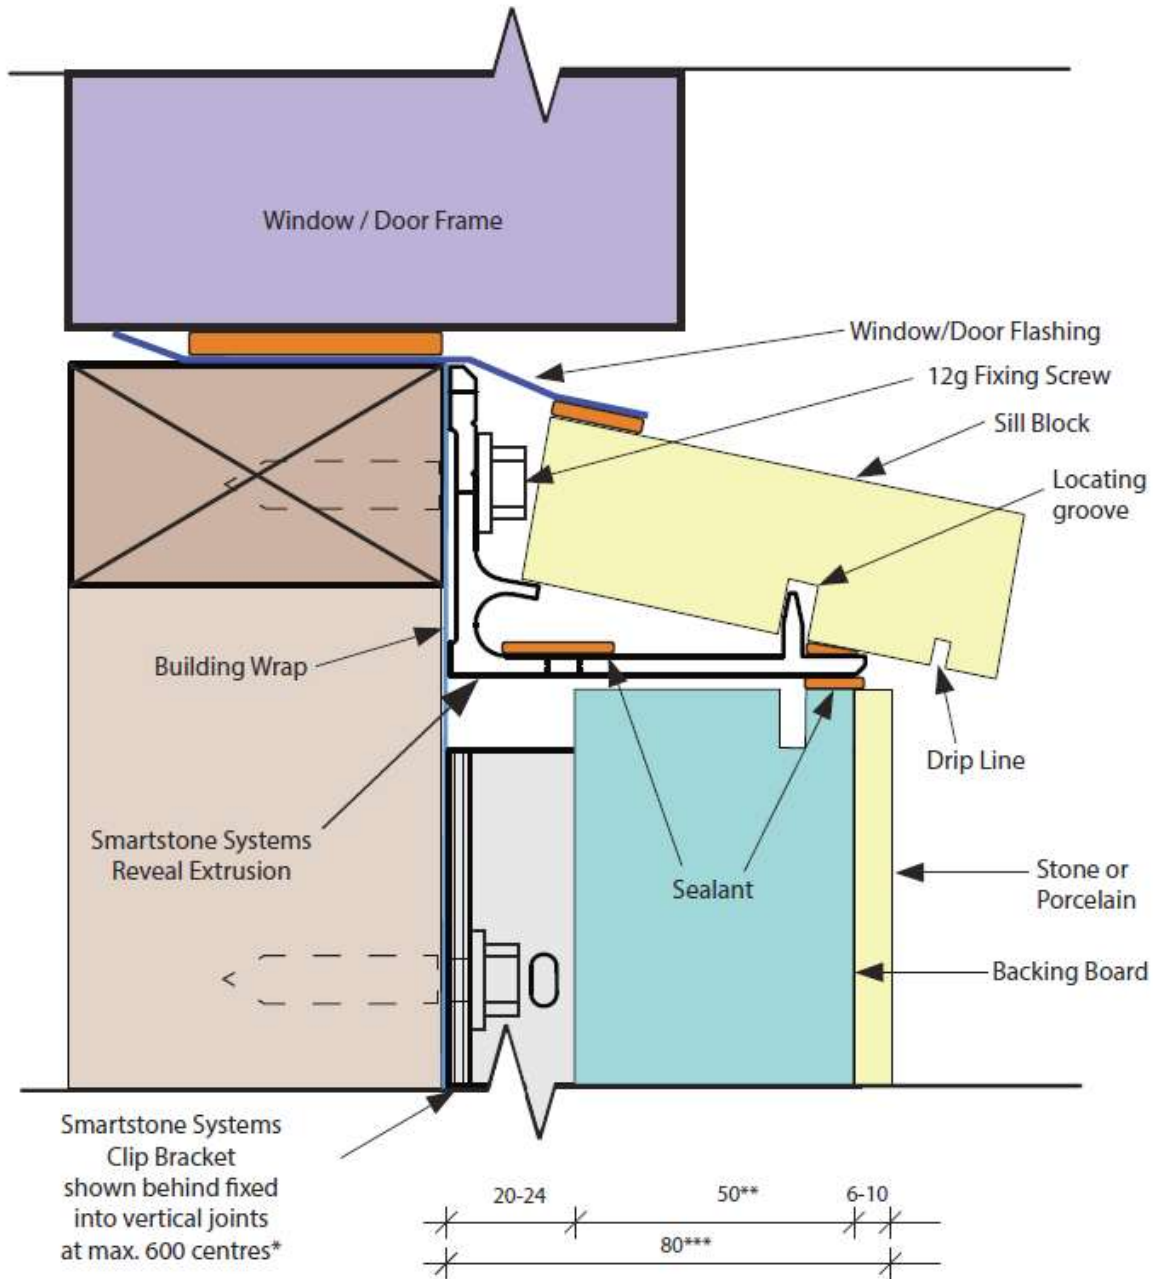 Window / Door Frame
Window/Door Flashing
12g Fixing Screw
Sill Block
Locating
groove
Building Wrap
Drip Line
Smartstone Systems
Reveal Extrusion
Sealant
Stone or
Porcelain
Backing Board
Smartstone Systems
Clip Bracket
shown behind fixed
into vertical joints
at max. 600 centres*
20-24
50**
6-10
80***